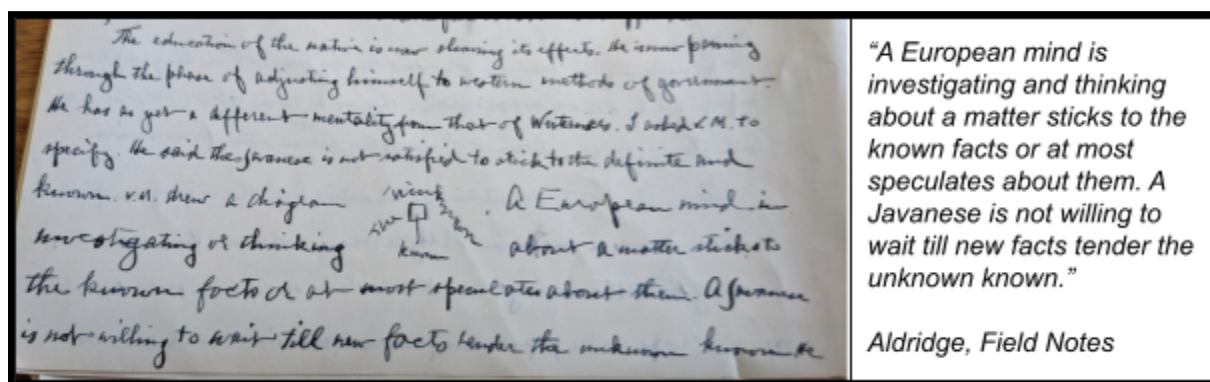 The education of the native is now showing its effects. He is now passing
through the phase of adjusting himself to western methods of government.
He has as yet a different mentality from that of Westerners. I asked v.M. to
specify. He said the Javanese is not satisfied to stick to the definite and
known. v.M. drew a diagram
known
. A European mind in
investigating or thinking
about a matter sticks to
the known facts or at most speculates about them. A Javanese
is not willing to wait till new facts render the unknown known. He
“A European mind is
investigating and thinking
about a matter sticks to the
known facts or at most
speculates about them. A
Javanese is not willing to
wait till new facts tender the
unknown known.”
Aldridge, Field Notes